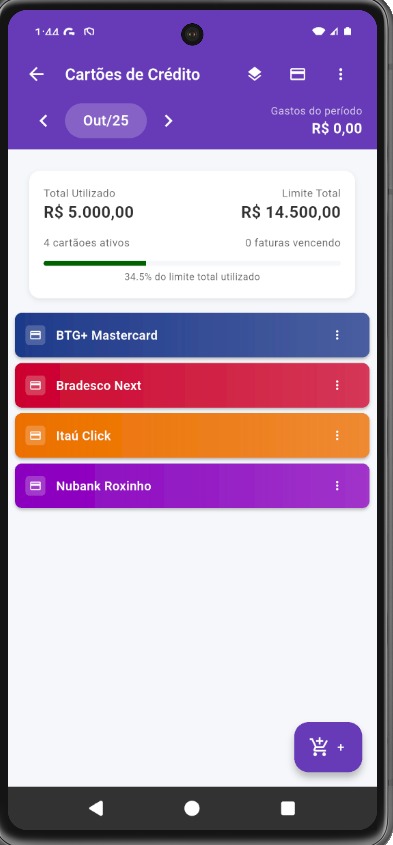 1:44
Cartões de Crédito
Out/25
Gastos do período
R$ 0,00
Total Utilizado
Limite Total
R$ 5.000,00
R$ 14.500,00
4 cartãoes ativos
0 faturas vencendo
34.5% do limite total utilizado
BTG+ Mastercard
Bradesco Next
Itaú Click
Nubank Roxinho
+